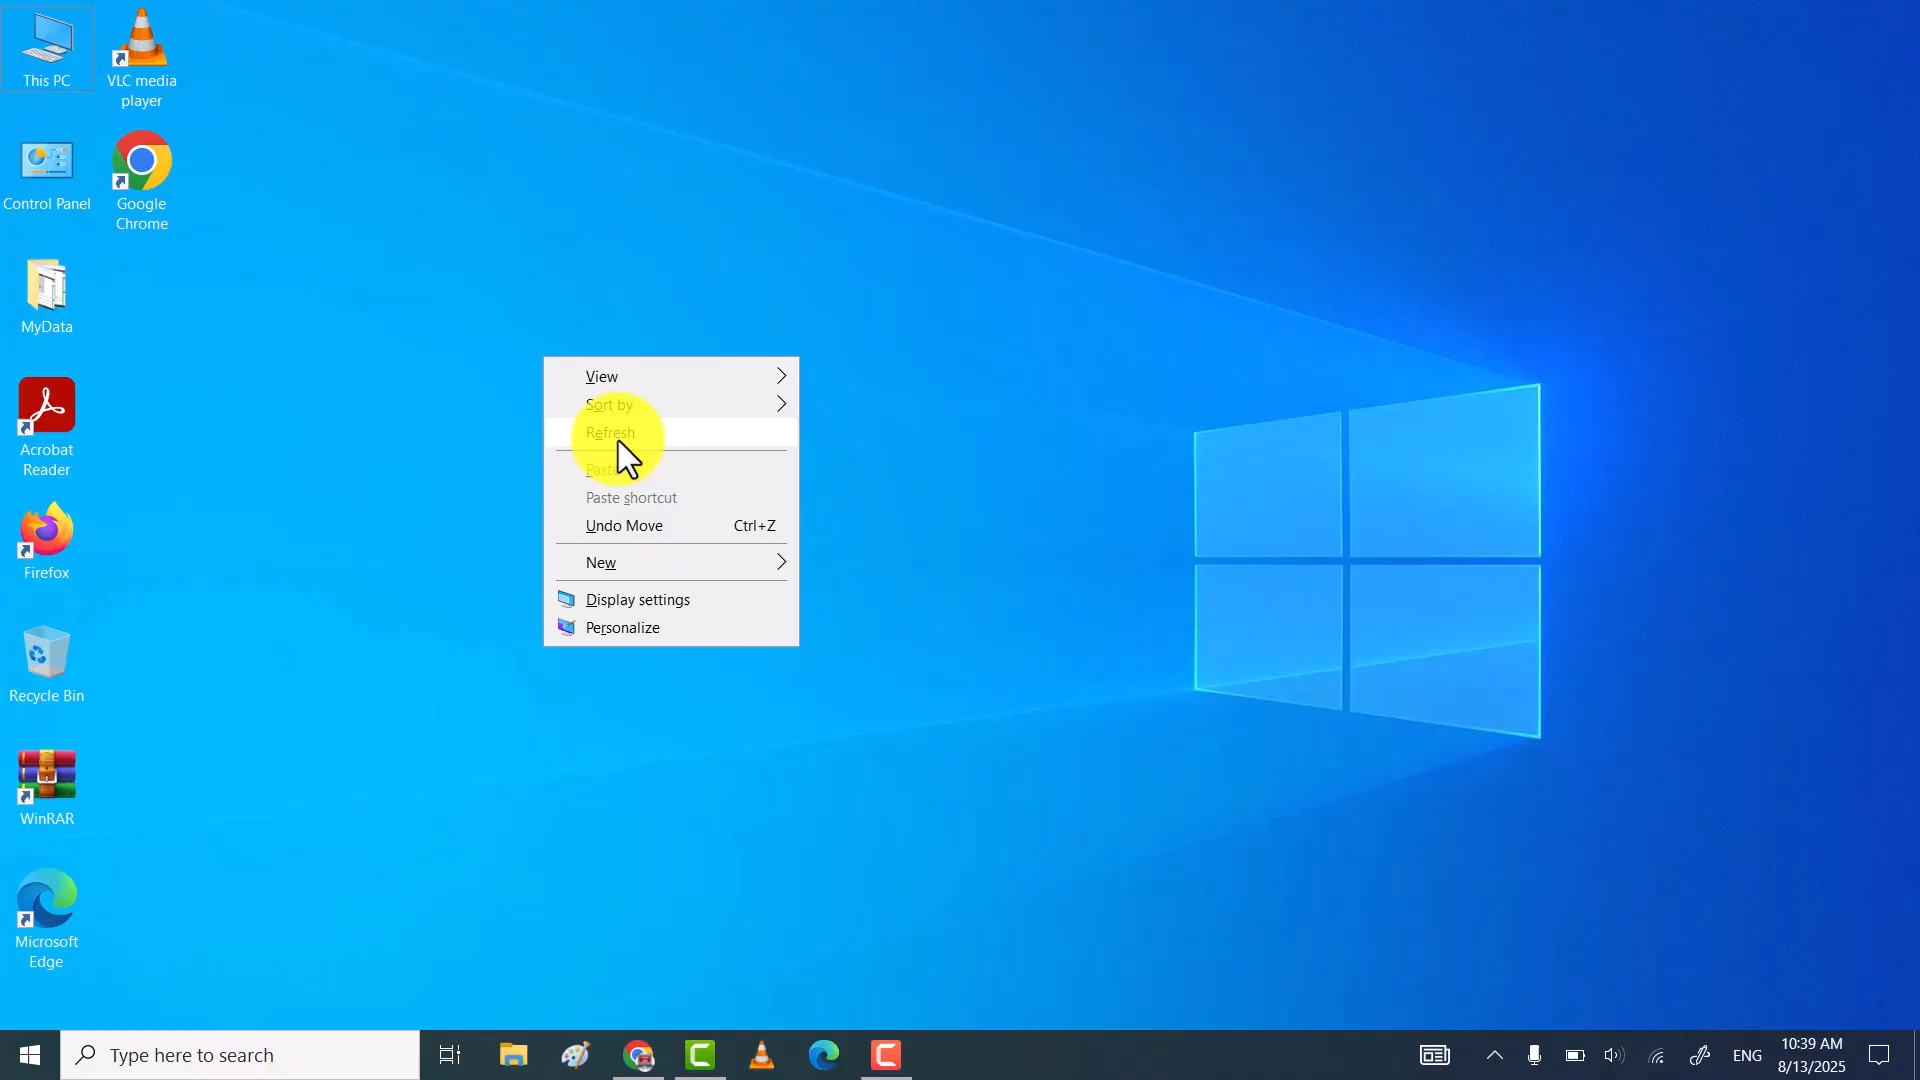 This PC
VLC media
player
Control Panel
Google
Chrome
MyData
Acrobat
Reader
Firefox
Recycle Bin
WinRAR
Microsoft
Edge
View
Sort by
Refresh
Paste
Paste shortcut
Undo Move Ctrl+Z
New
Display settings
Personalize
Type here to search
ENG
10:39 AM
8/13/2025